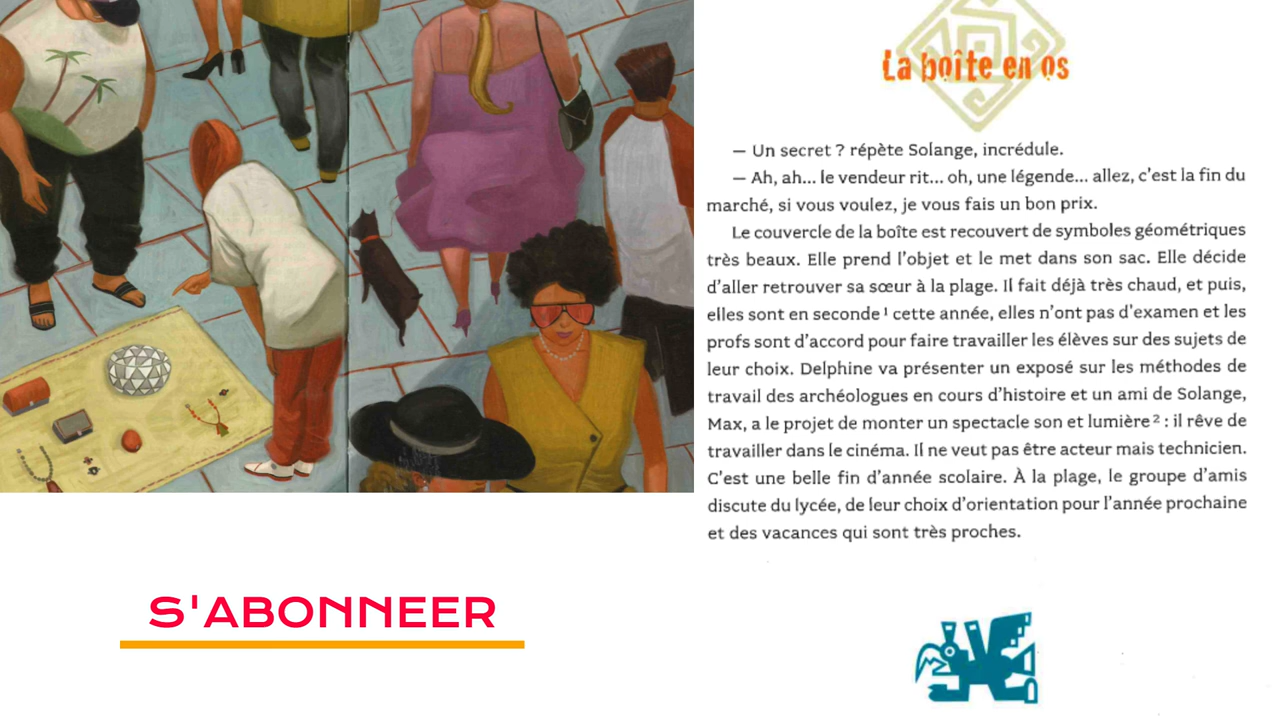 La boîte en os
— Un secret ? répète Solange, incrédule.
— Ah, ah... le vendeur rit... oh, une légende... allez, c'est la fin du
marché, si vous voulez, je vous fais un bon prix.
Le couvercle de la boîte est recouvert de symboles géométriques
très beaux. Elle prend l'objet et le met dans son sac. Elle décide
d'aller retrouver sa sœur à la plage. Il fait déjà très chaud, et puis,
elles sont en seconde¹ cette année, elles n'ont pas d'examen et les
profs sont d'accord pour faire travailler les élèves sur des sujets de
leur choix. Delphine va présenter un exposé sur les méthodes de
travail des archéologues en cours d'histoire et un ami de Solange,
Max, a le projet de monter un spectacle son et lumière² : il rêve de
travailler dans le cinéma. Il ne veut pas être acteur mais technicien.
C'est une belle fin d'année scolaire. À la plage, le groupe d'amis
discute du lycée, de leur choix d'orientation pour l'année prochaine
et des vacances qui sont très proches.
S'ABONNEER